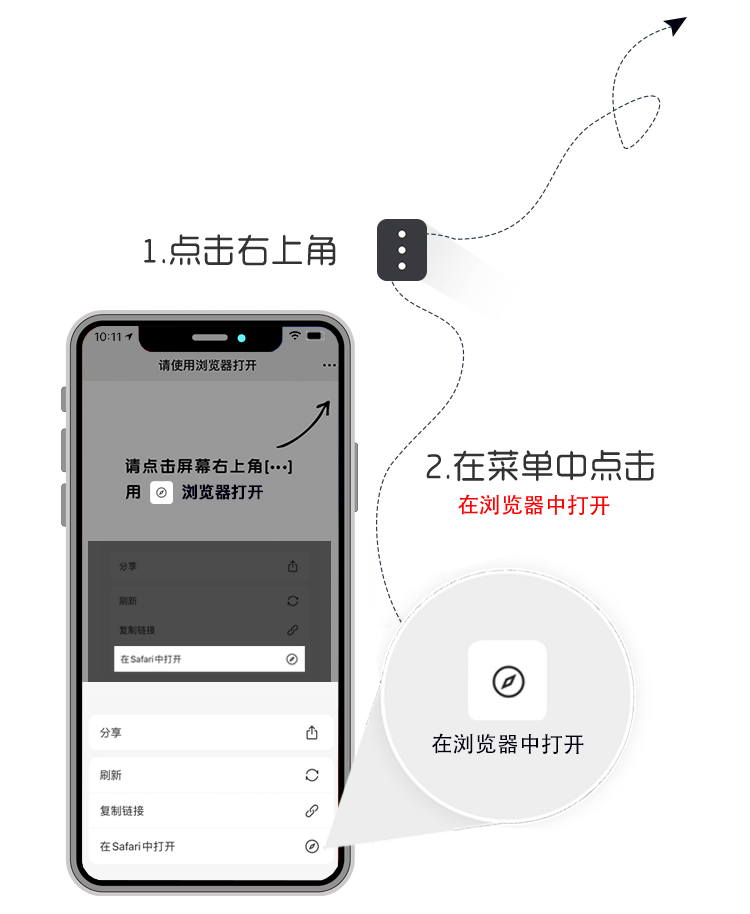 1.点击右上角
10:11
请使用浏览器打开
请点击屏幕右上角[•••]
用 浏览器打开
分享
刷新
复制链接
在Safari中打开
分享
刷新
复制链接
在Safari中打开
2.在菜单中点击
在浏览器中打开
在浏览器中打开